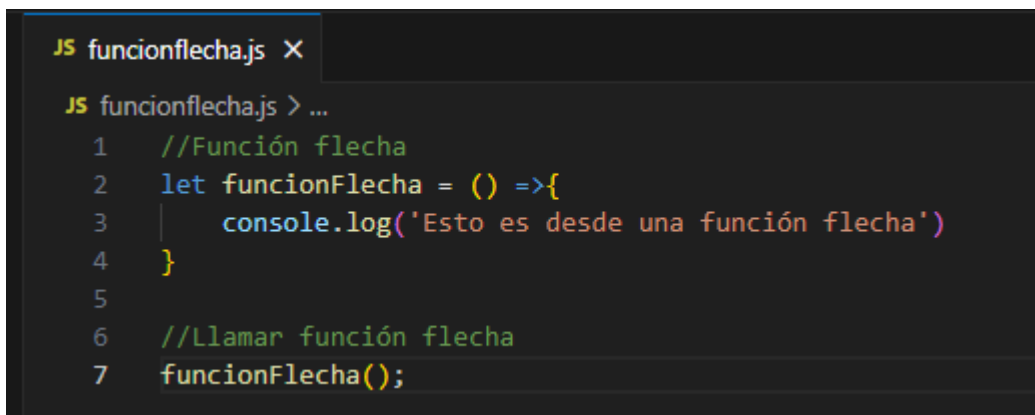 JS funcionflecha.js ×
JS funcionflecha.js > ...
1 //Función flecha
2 let funcionFlecha = () =>{
3     console.log('Esto es desde una función flecha')
4 }
5
6 //Llamar función flecha
7 funcionFlecha();